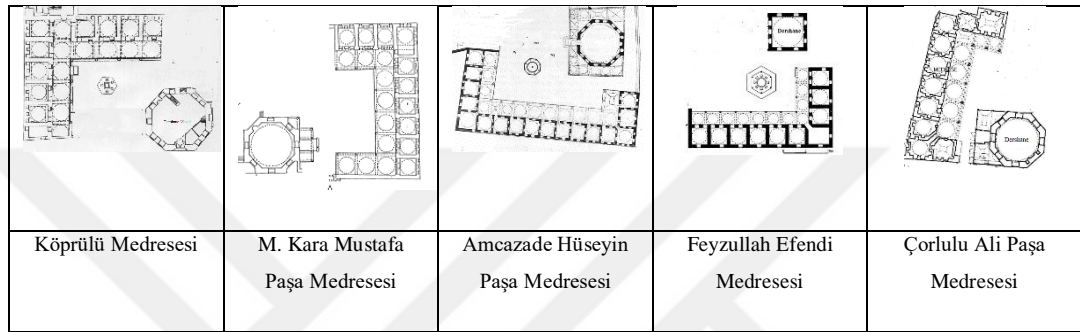 Dershane
Dershane
Köprülü Medresesi
M. Kara Mustafa
Paşa Medresesi
Amcazade Hüseyin
Paşa Medresesi
Feyzullah Efendi
Medresesi
Çorlulu Ali Paşa
Medresesi